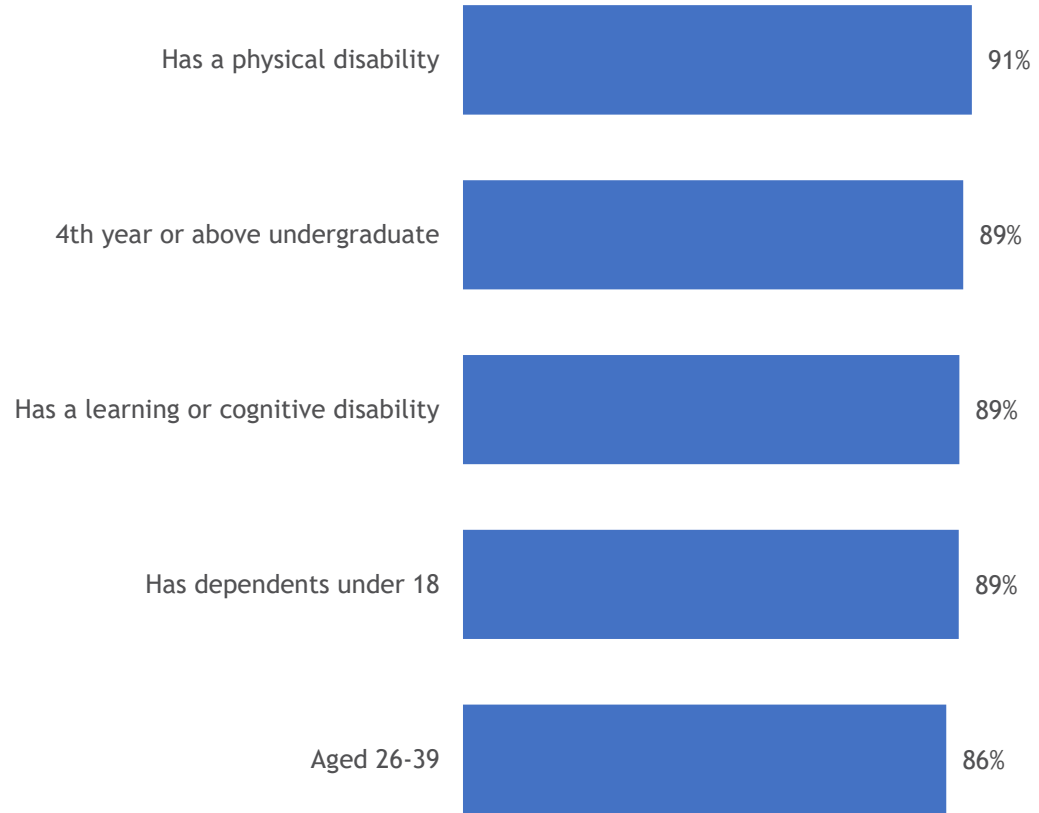 Has a physical disability 91%
4th year or above undergraduate 89%
Has a learning or cognitive disability 89%
Has dependents under 18 89%
Aged 26-39 86%